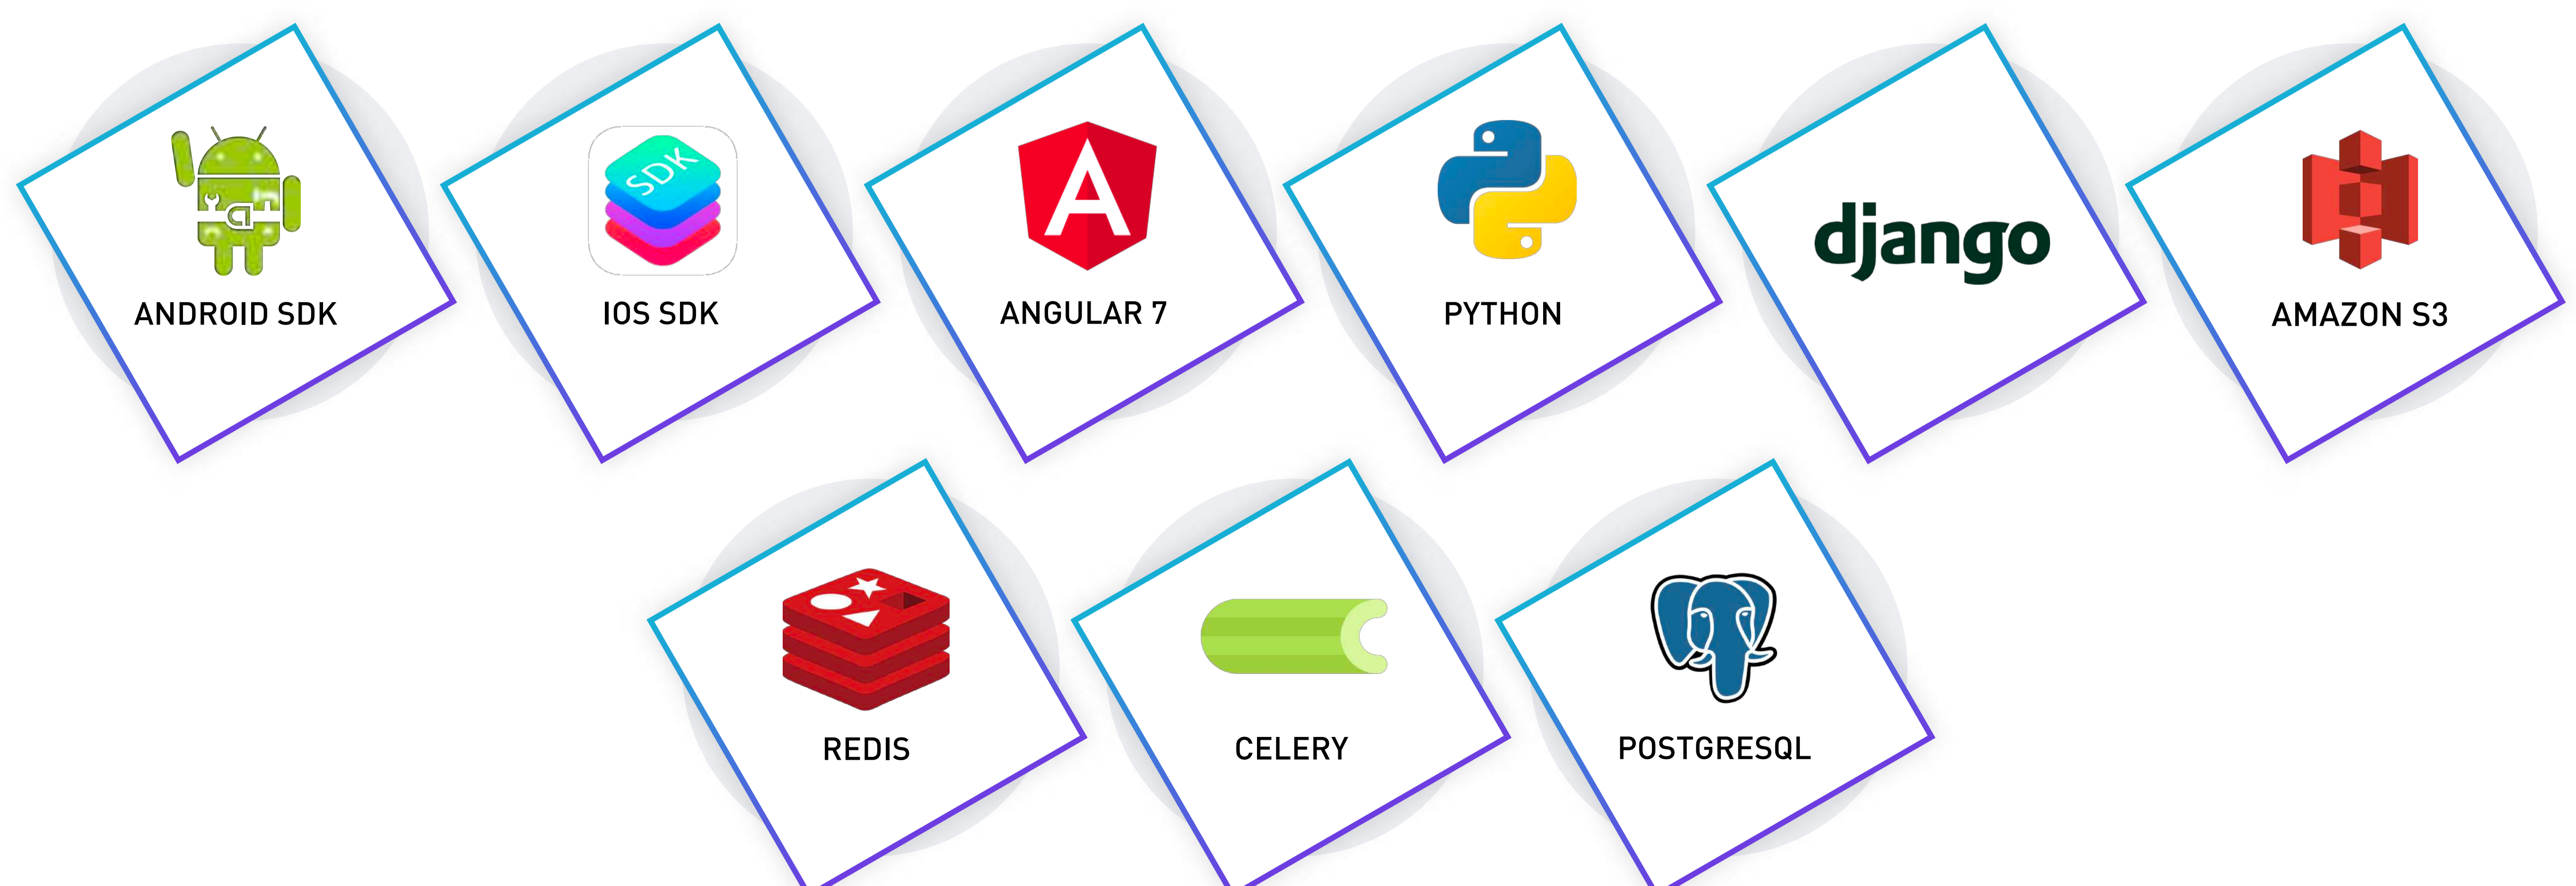 SDK
ANDROID SDK
IOS SDK
ANGULAR 7
PYTHON
django
AMAZON S3
REDIS
CELERY
POSTGRESQL